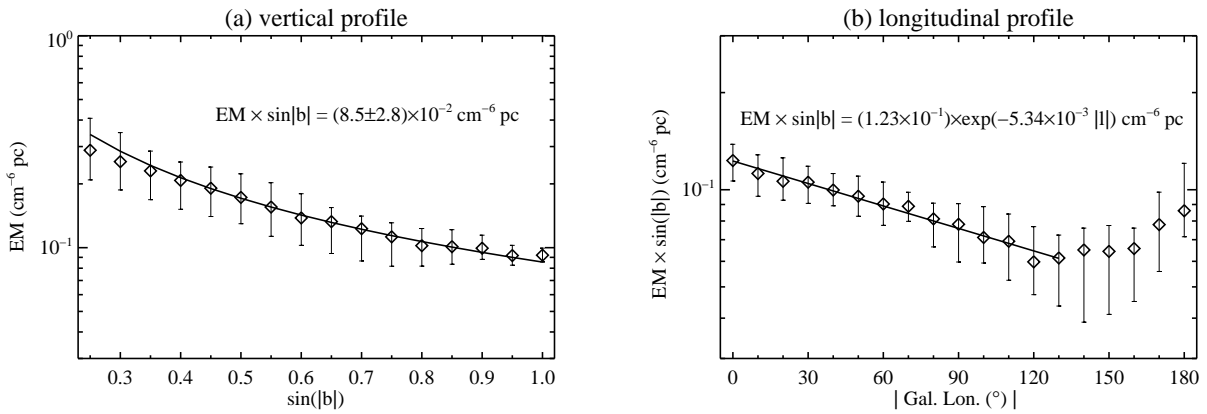 (a) vertical profile
10⁰
10⁻¹
EM (cm⁻⁶ pc)
EM × sin|b| = (8.5±2.8)×10⁻² cm⁻⁶ pc
0.3 0.4 0.5 0.6 0.7 0.8 0.9 1.0
sin(|b|)
(b) longitudinal profile
10⁻¹
EM × sin(|b|) (cm⁻⁶ pc)
EM × sin|b| = (1.23×10⁻¹)×exp(−5.34×10⁻³ |l|) cm⁻⁶ pc
0 30 60 90 120 150 180
| Gal. Lon. (°) |